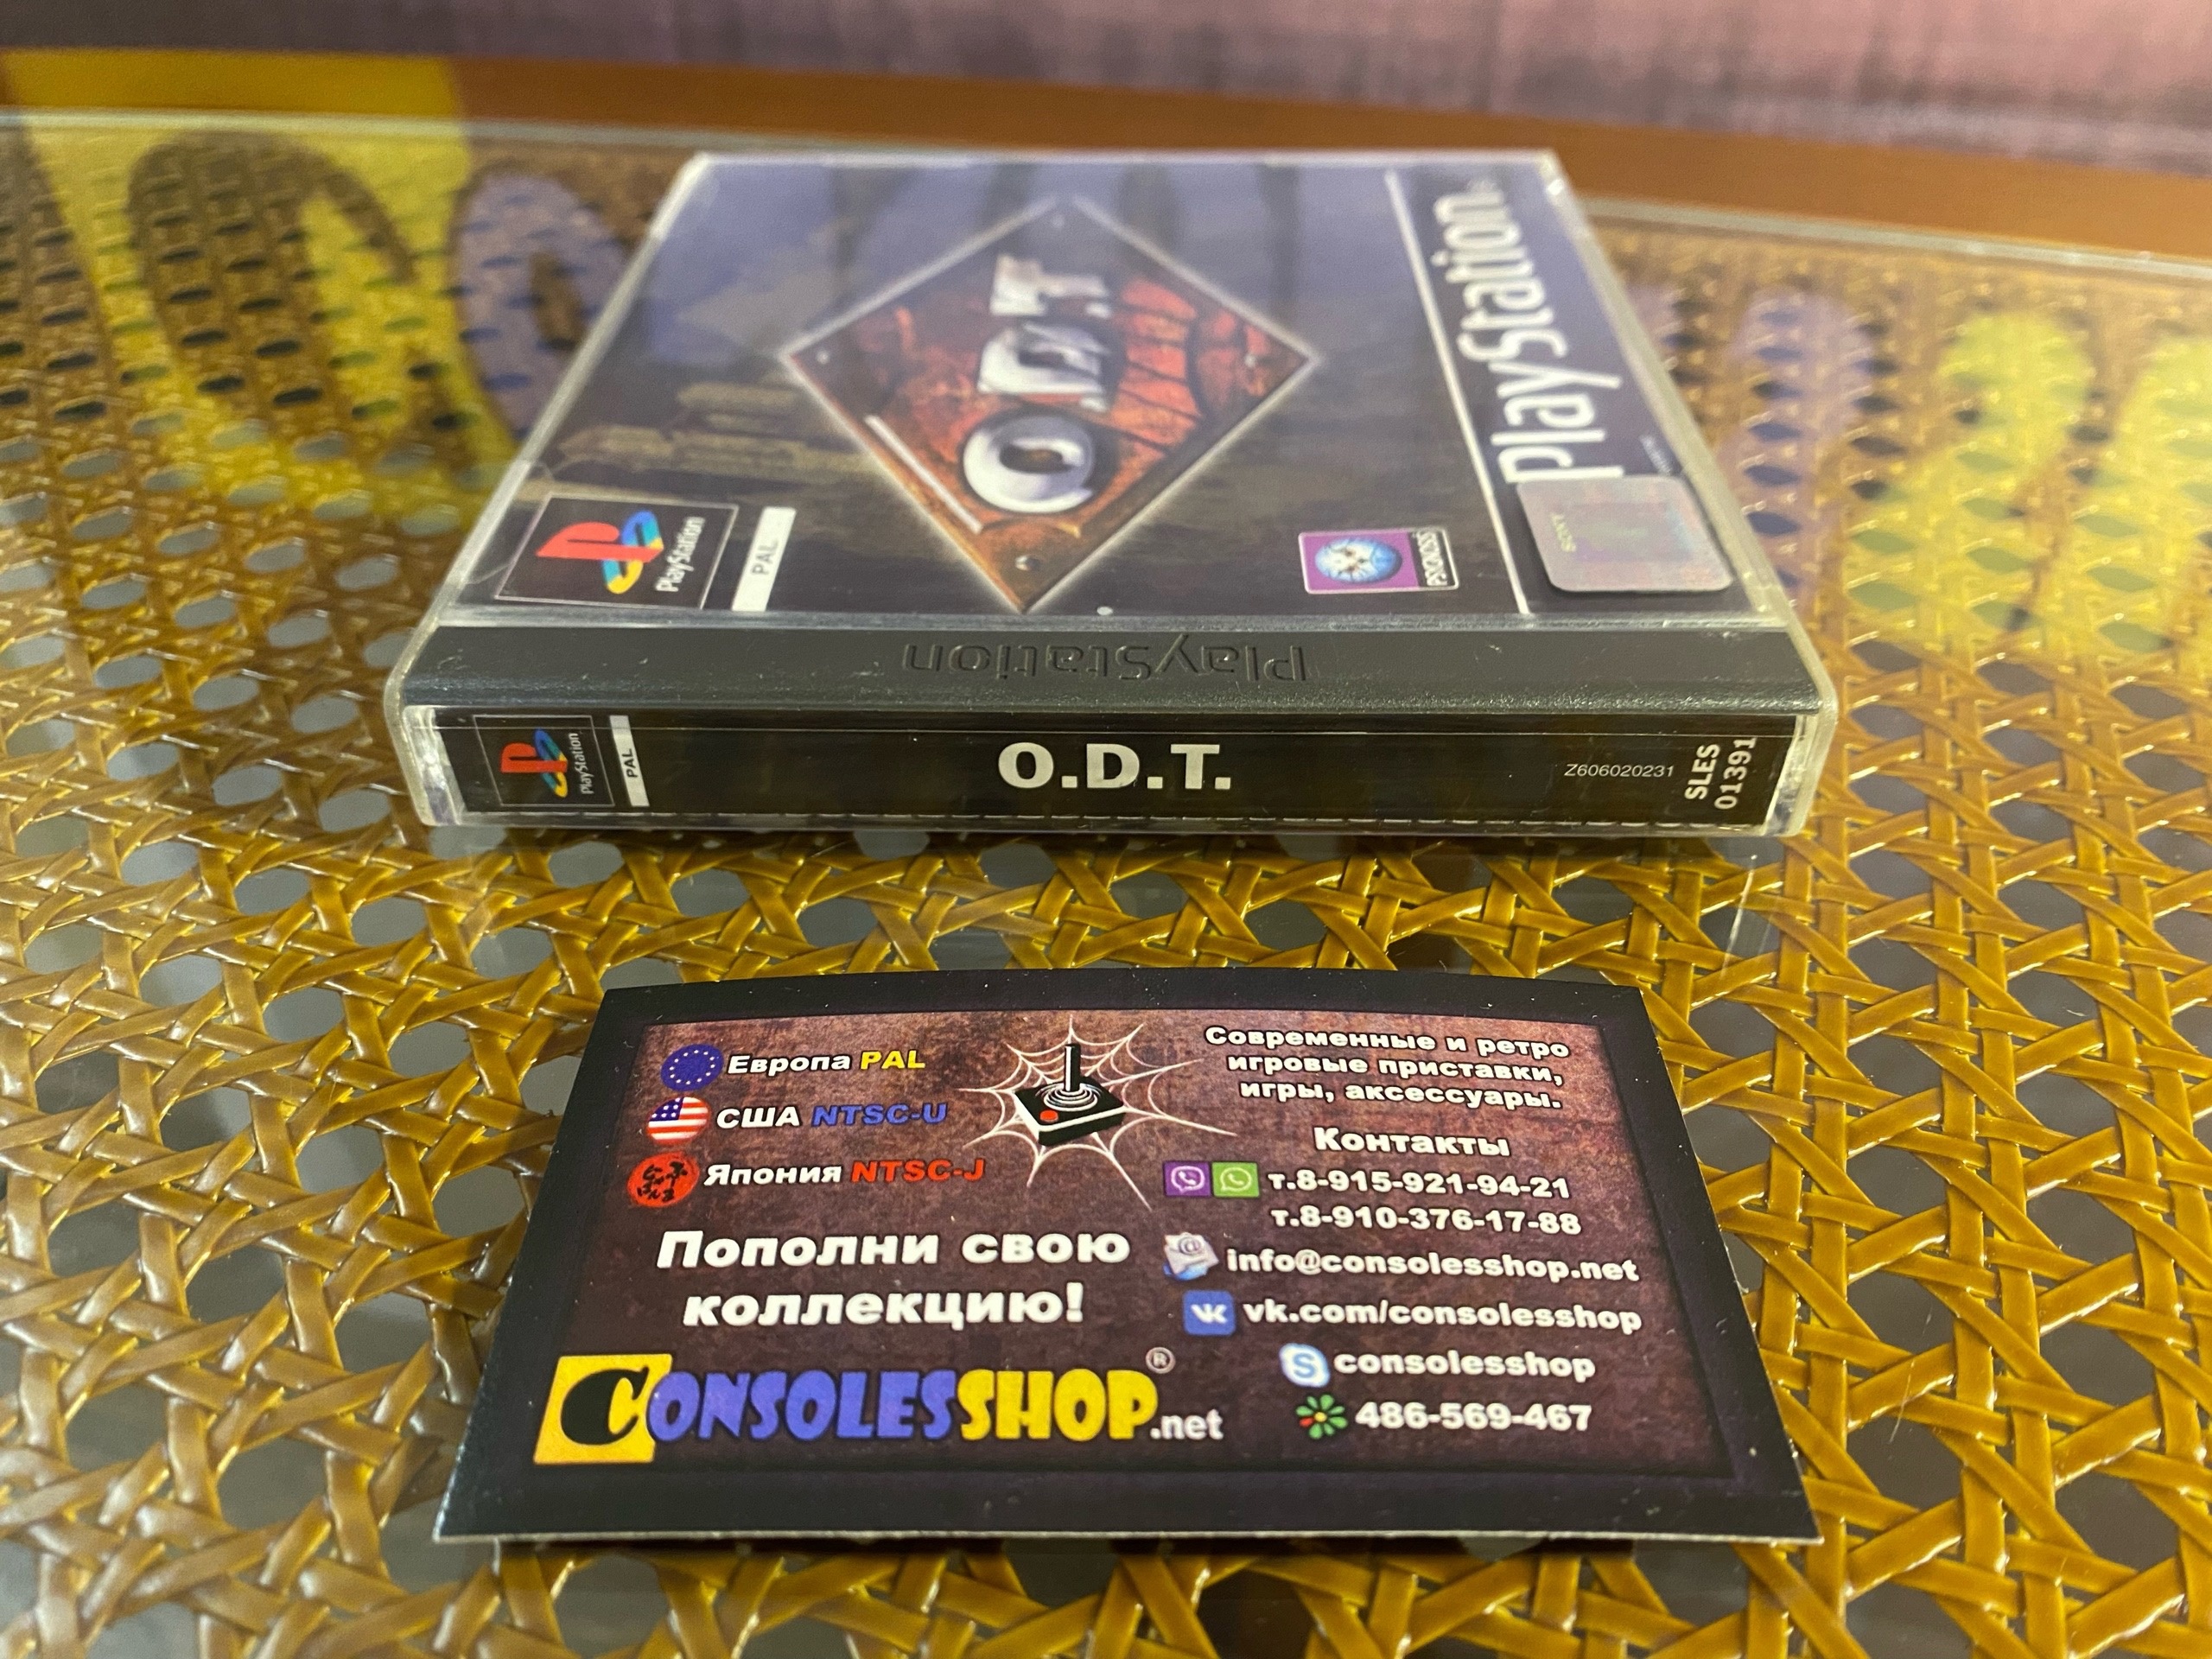 O.D.T
PlayStation
PlayStation
PAL
PSYGNOSIS
SONY
PlayStation
PlayStation
PAL
O.D.T.
Z606020231
SLES
01391
Европа PAL
США NTSC-U
Япония NTSC-J
Пополни свою
коллекцию!
CONSOLESSHOP.net
®
Современные и ретро
игровые приставки,
игры, аксессуары.
Контакты
т.8-915-921-94-21
т.8-910-376-17-88
info@consolesshop.net
vk.com/consolesshop
consolesshop
486-569-467